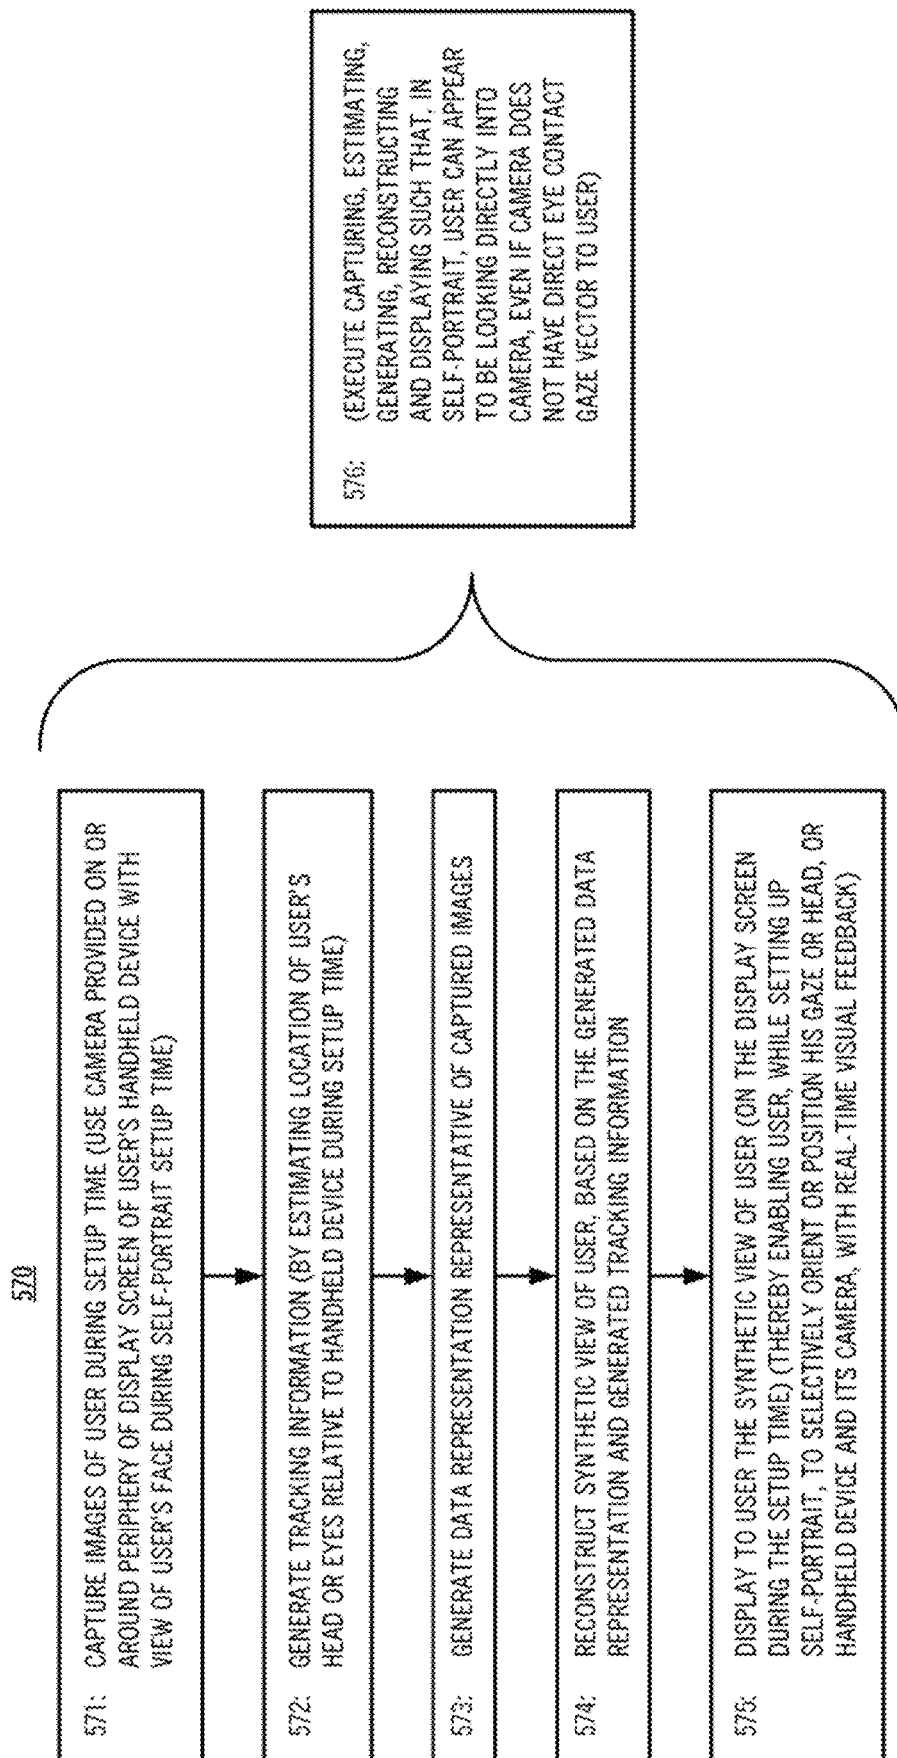 570
571: CAPTURE IMAGES OF USER DURING SETUP TIME (USE CAMERA PROVIDED ON OR
AROUND PERIPHERY OF DISPLAY SCREEN OF USER'S HANDHELD DEVICE WITH
VIEW OF USER'S FACE DURING SELF-PORTRAIT SETUP TIME)
572: GENERATE TRACKING INFORMATION (BY ESTIMATING LOCATION OF USER'S
HEAD OR EYES RELATIVE TO HANDHELD DEVICE DURING SETUP TIME)
573: GENERATE DATA REPRESENTATION REPRESENTATIVE OF CAPTURED IMAGES
574: RECONSTRUCT SYNTHETIC VIEW OF USER, BASED ON THE GENERATED DATA
REPRESENTATION AND GENERATED TRACKING INFORMATION
575: DISPLAY TO USER THE SYNTHETIC VIEW OF USER (ON THE DISPLAY SCREEN
DURING THE SETUP TIME) (THEREBY ENABLING USER, WHILE SETTING UP
SELF-PORTRAIT, TO SELECTIVELY ORIENT OR POSITION HIS GAZE OR HEAD, OR
HANDHELD DEVICE AND ITS CAMERA, WITH REAL-TIME VISUAL FEEDBACK)
576: (EXECUTE CAPTURING, ESTIMATING,
GENERATING, RECONSTRUCTING
AND DISPLAYING SUCH THAT, IN
SELF-PORTRAIT, USER CAN APPEAR
TO BE LOOKING DIRECTLY INTO
CAMERA, EVEN IF CAMERA DOES
NOT HAVE DIRECT EYE CONTACT
GAZE VECTOR TO USER)